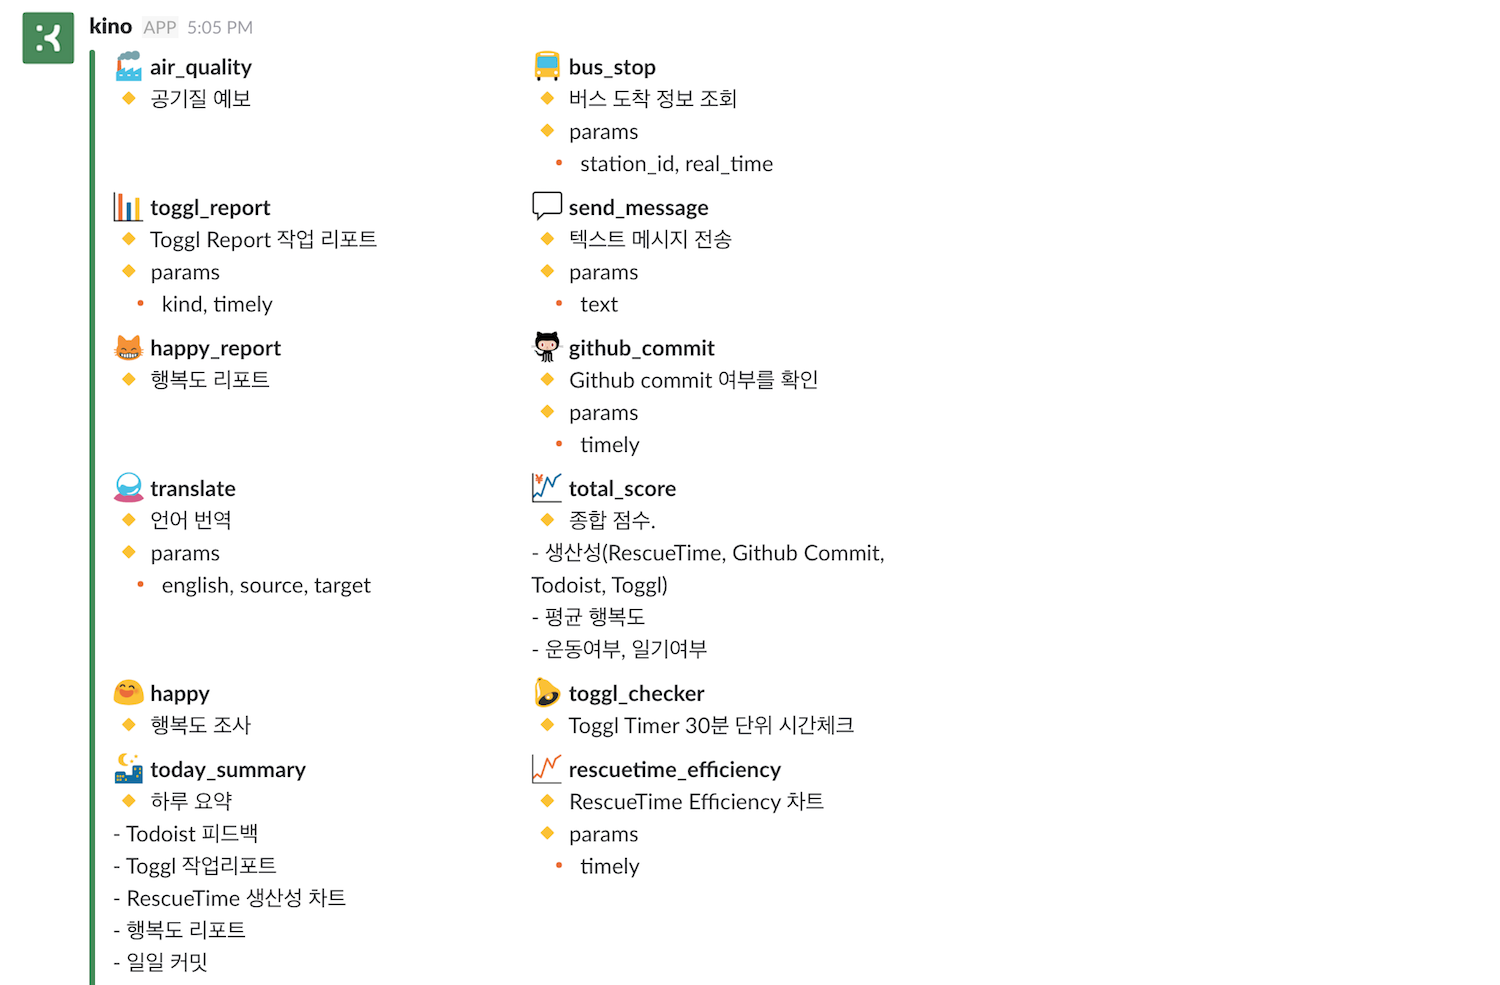 kino APP 5:05 PM
air_quality
공기질 예보
bus_stop
버스 도착 정보 조회
params
station_id, real_time
toggl_report
Toggl Report 작업 리포트
params
kind, timely
send_message
텍스트 메시지 전송
params
text
happy_report
행복도 리포트
github_commit
Github commit 여부를 확인
params
timely
translate
언어 번역
params
english, source, target
total_score
종합 점수.
- 생산성(RescueTime, Github Commit,
Todoist, Toggl)
- 평균 행복도
- 운동여부, 일기여부
happy
행복도 조사
toggl_checker
Toggl Timer 30분 단위 시간체크
today_summary
하루 요약
- Todoist 피드백
- Toggl 작업리포트
- RescueTime 생산성 차트
- 행복도 리포트
- 일일 커밋
rescuetime_efficiency
RescueTime Efficiency 차트
params
timely